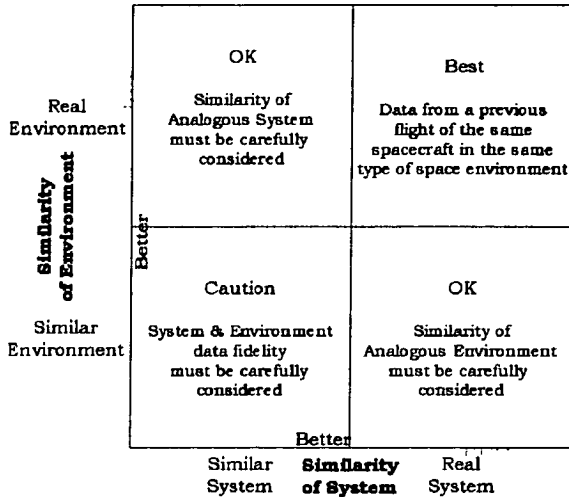 OK
Similarity of
Analogous System
must be carefully
considered
Best
Data from a previous
flight of the same
spacecraft in the same
type of space environment
Real
Environment
Similarity
of Environment
Better
Caution
System & Environment
data fidelity
must be carefully
considered
OK
Similarity of
Analogous Environment
must be carefully
considered
Similar
Environment
Better
Similar
System
Similarity
of System
Real
System